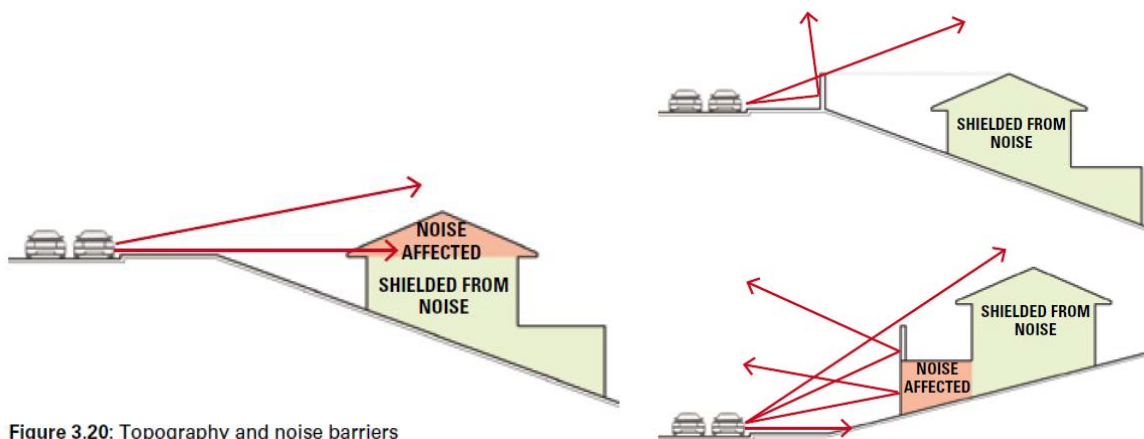 NOISE
AFFECTED
SHIELDED FROM
NOISE
Figure 3.20: Topography and noise barriers
SHIELDED FROM
NOISE
SHIELDED FROM
NOISE
NOISE
AFFECTED